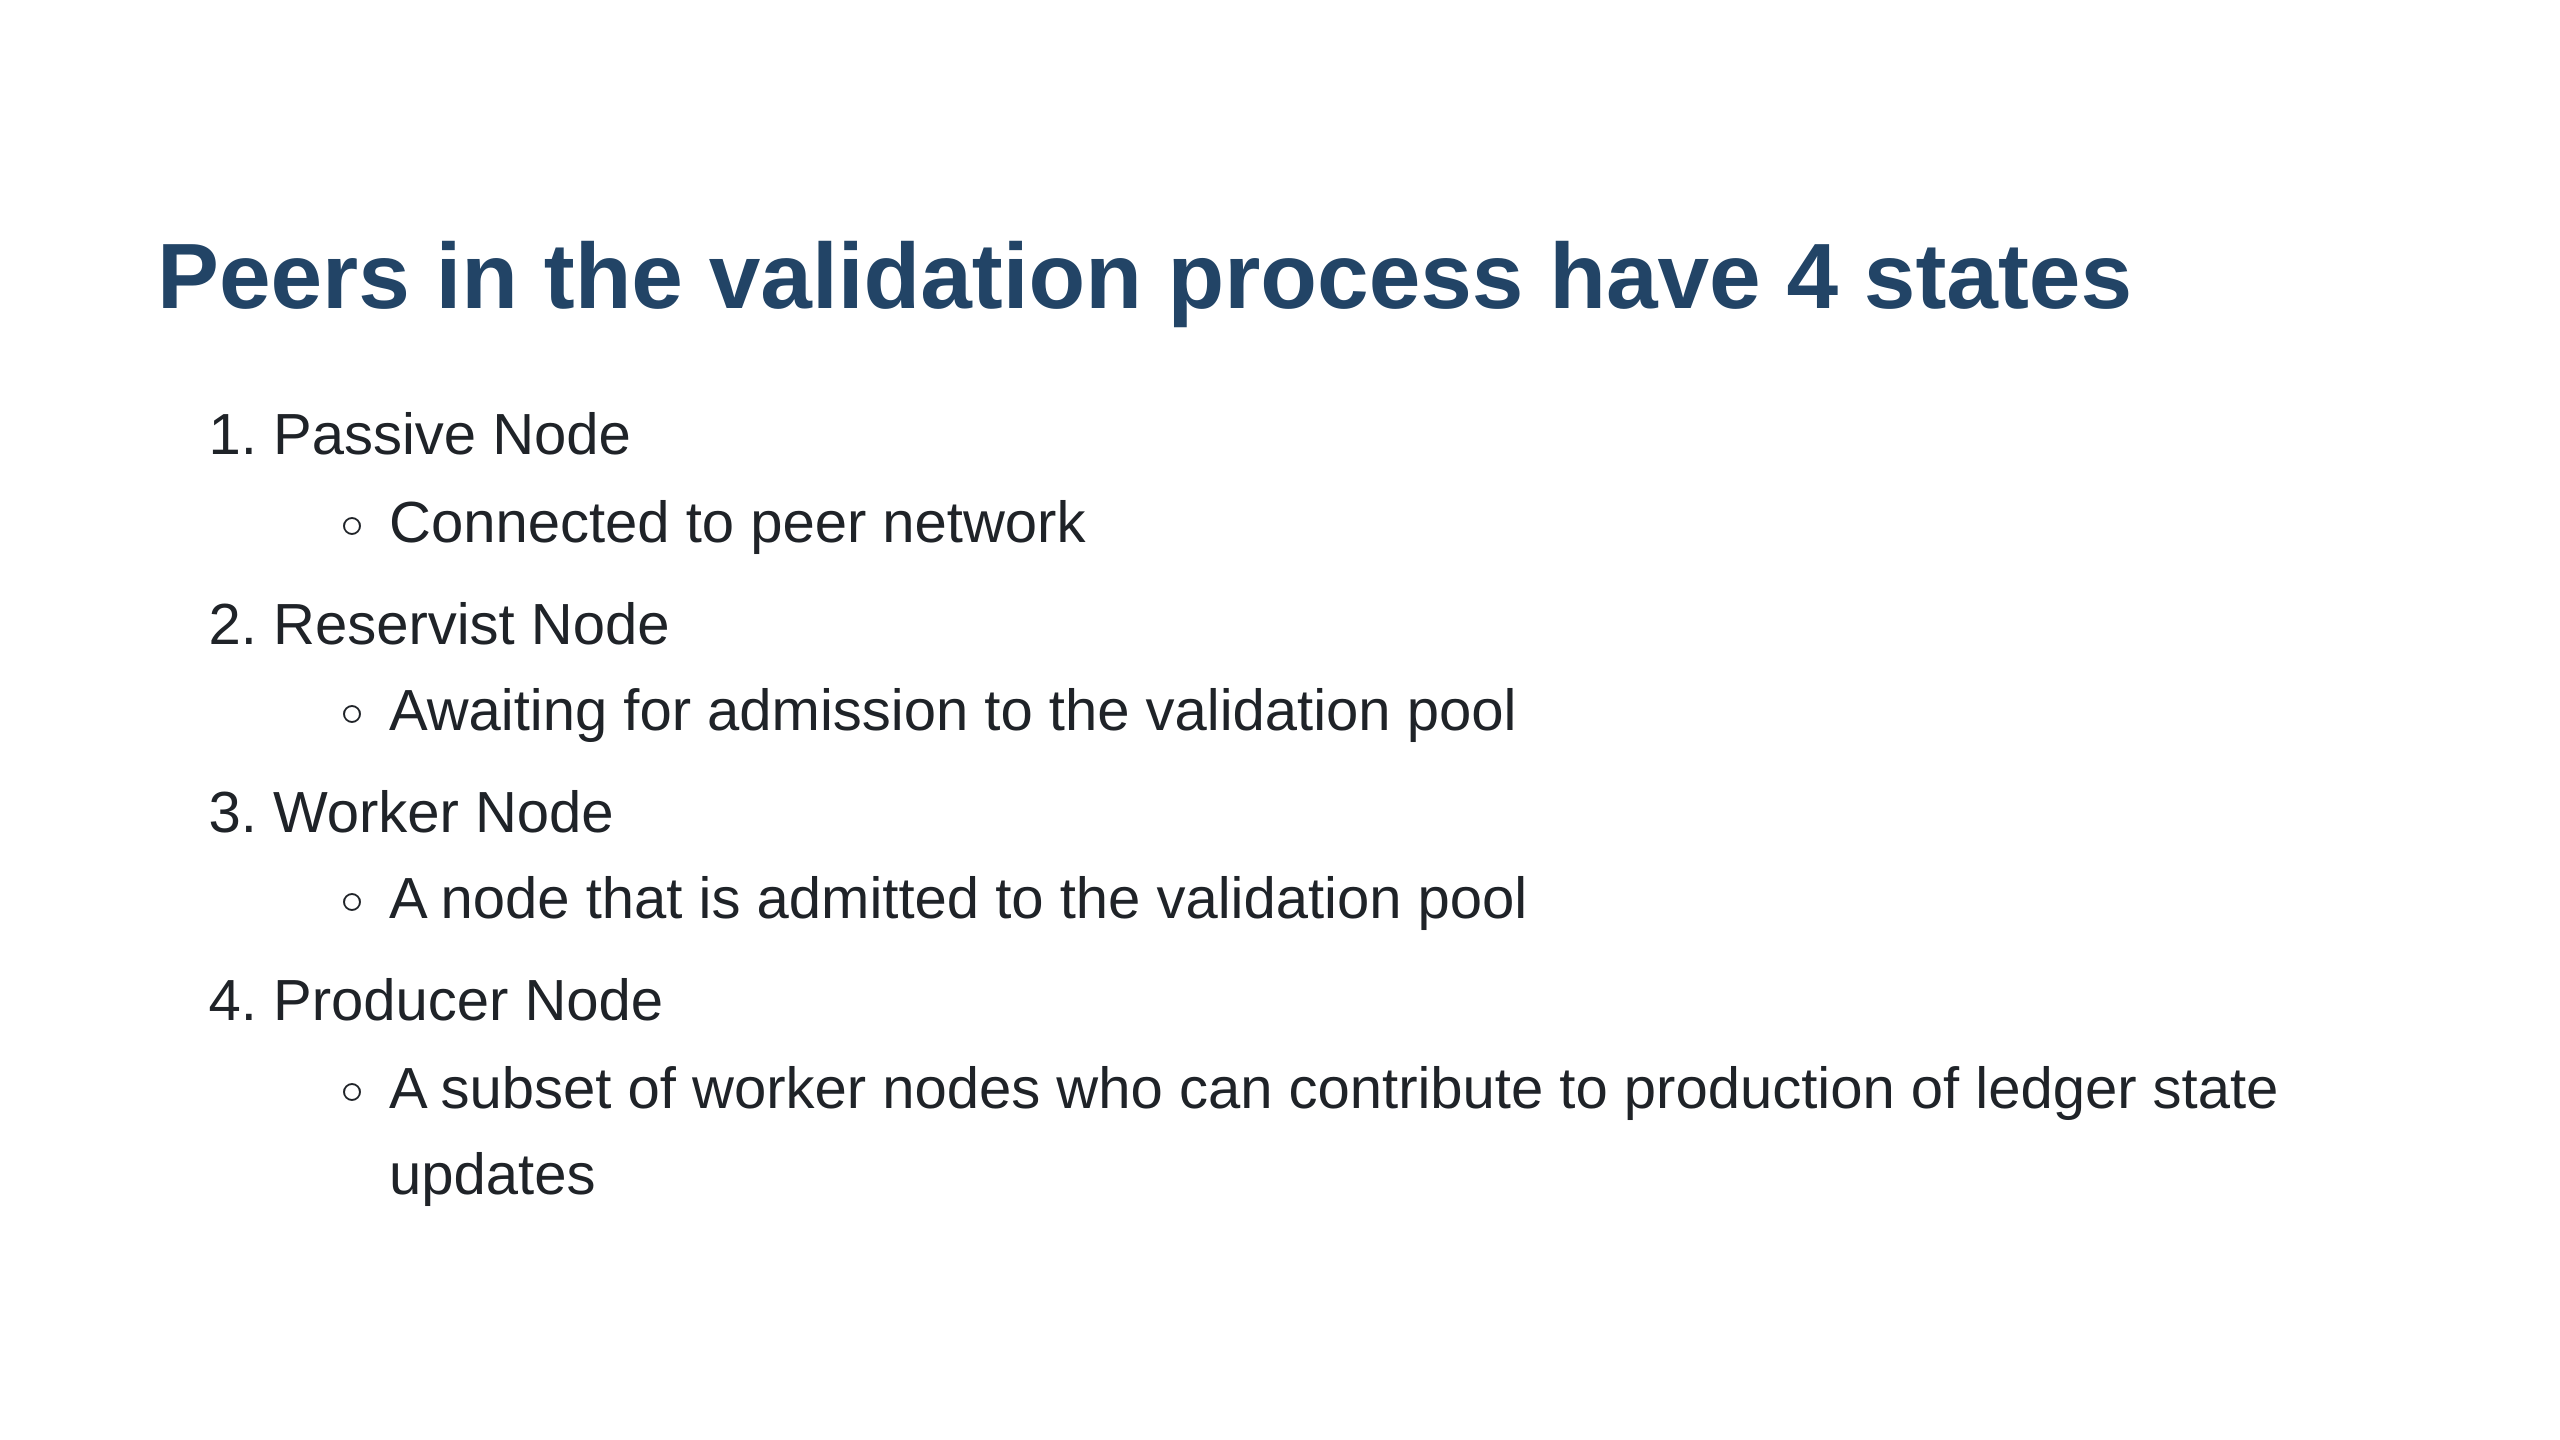 Peers in the validation process have 4 states
1. Passive Node
○ Connected to peer network
2. Reservist Node
○ Awaiting for admission to the validation pool
3. Worker Node
○ A node that is admitted to the validation pool
4. Producer Node
○ A subset of worker nodes who can contribute to production of ledger state
updates